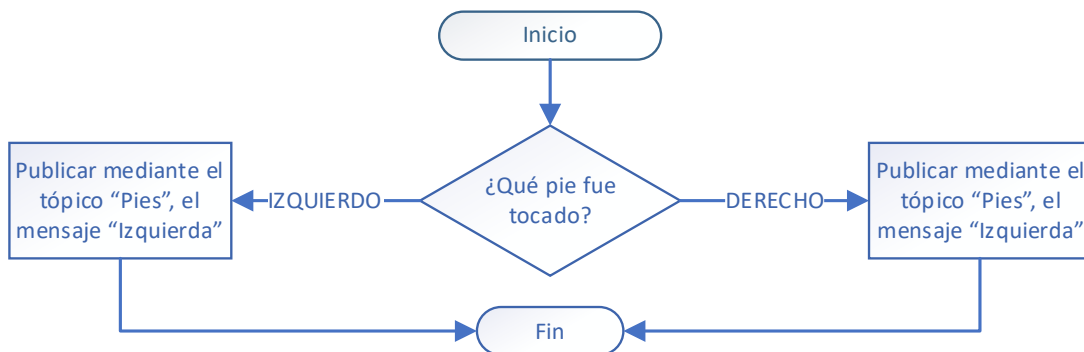 Inicio
Publicar mediante el
tópico “Pies”, el
mensaje “Izquierda”
IZQUIERDO
¿Qué pie fue
tocado?
DERECHO
Publicar mediante el
tópico “Pies”, el
mensaje “Izquierda”
Fin